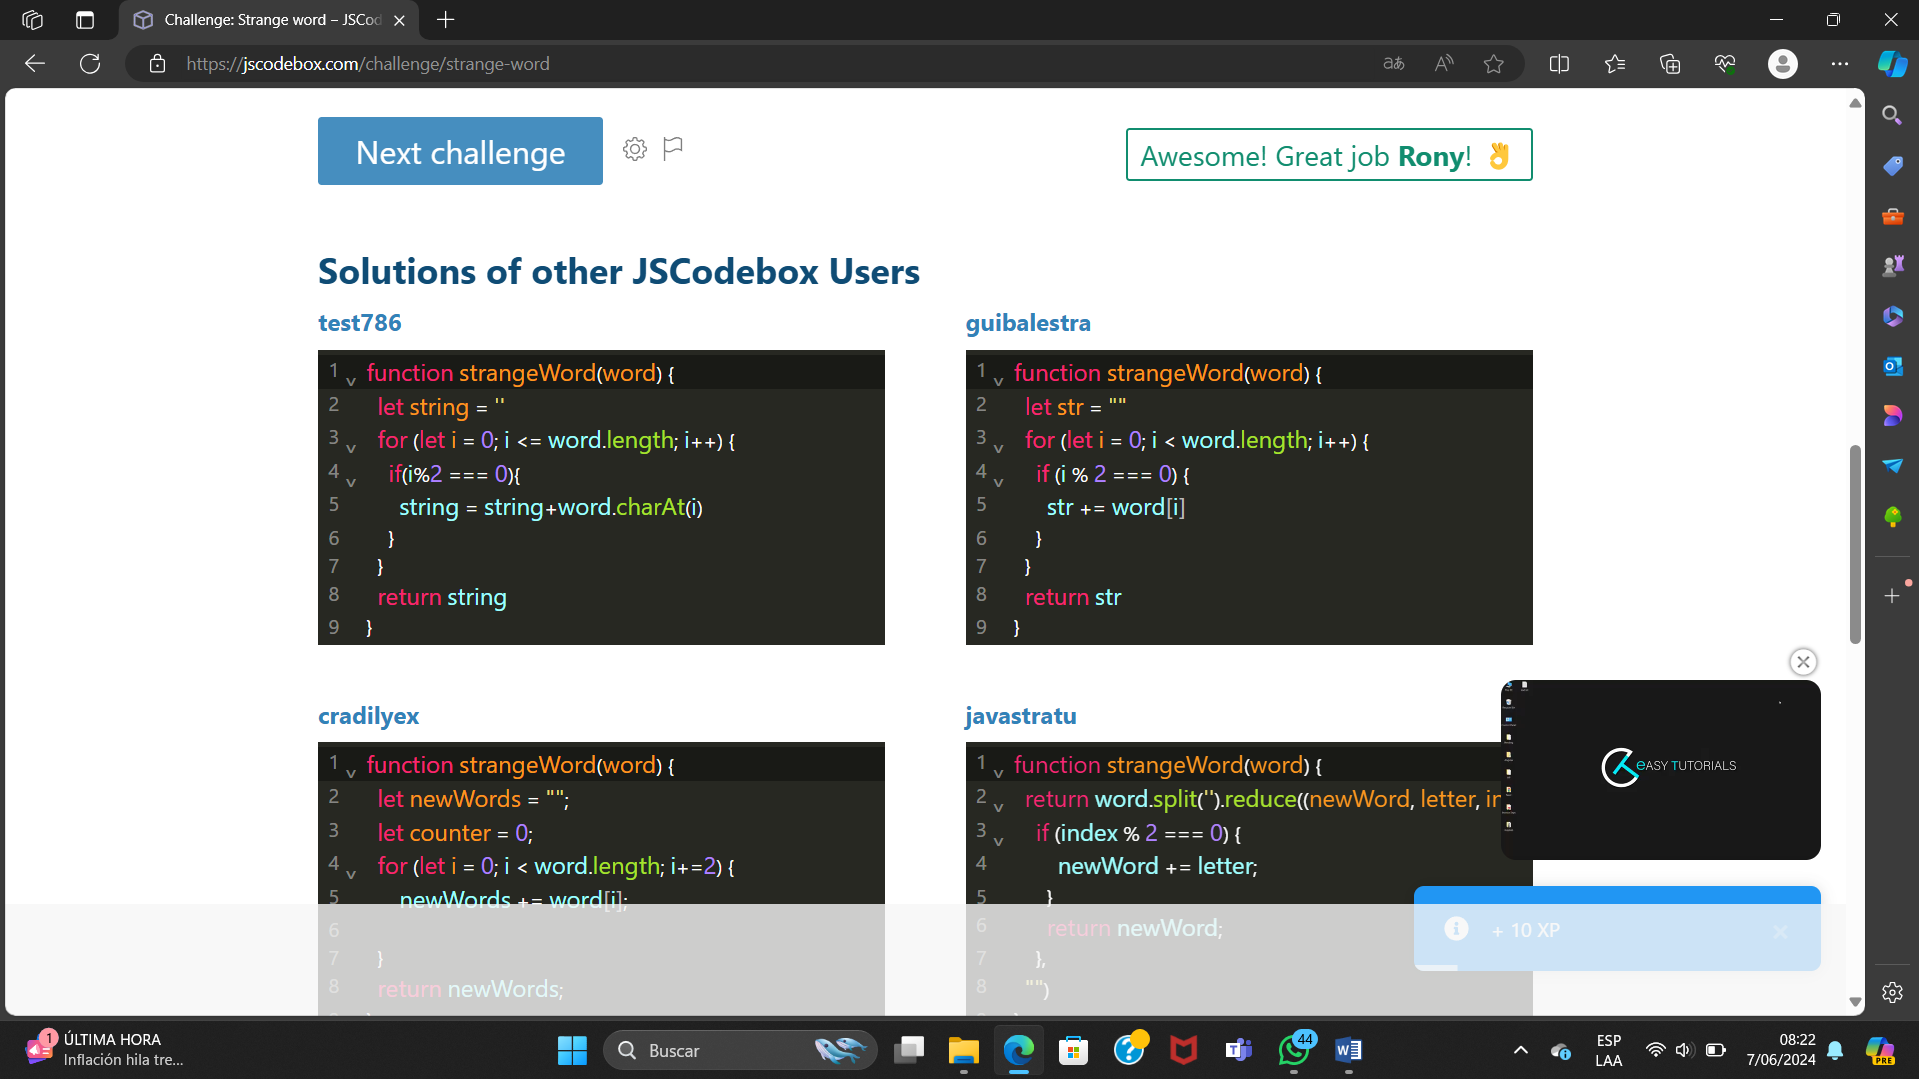 Challenge: Strange word – JSCod
https://jscodebox.com/challenge/strange-word
Next challenge
Awesome! Great job Rony! 👌
Solutions of other JSCodebox Users
test786
1 function strangeWord(word) {
2 let string = ''
3 for (let i = 0; i <= word.length; i++) {
4 if(i%2 === 0){
5 string = string+word.charAt(i)
6 }
7 }
8 return string
9 }
guibalestra
1 function strangeWord(word) {
2 let str = ""
3 for (let i = 0; i < word.length; i++) {
4 if (i % 2 === 0) {
5 str += word[i]
6 }
7 }
8 return str
9 }
cradilyex
1 function strangeWord(word) {
2 let newWords = "";
3 let counter = 0;
4 for (let i = 0; i < word.length; i+=2) {
5 newWords += word[i];
6
7 }
8 return newWords;
javastratu
1 function strangeWord(word) {
2 return word.split('').reduce((newWord, letter, in
3 if (index % 2 === 0) {
4 newWord += letter;
5 }
6 return newWord;
7 },
8 "")
EASY TUTORIALS
+ 10 XP
1
ÚLTIMA HORA
Inflación hila tre...
Buscar
44
ESP
LAA
08:22
7/06/2024
PRE